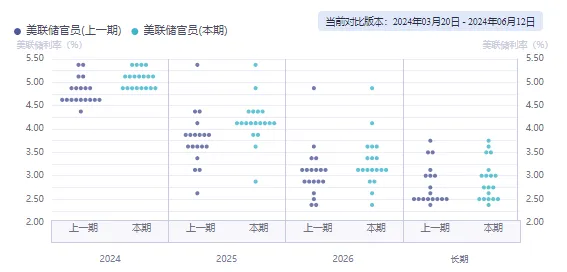 当前对比版本：2024年03月20日 - 2024年06月12日
美联储官员(上一期) 美联储官员(本期)
美联储利率（%） 美联储利率（%）
5.50 5.50
5.00 5.00
4.50 4.50
4.00 4.00
3.50 3.50
3.00 3.00
2.50 2.50
2.00 2.00
上一期 本期 上一期 本期 上一期 本期 上一期 本期
2024 2025 2026 长期